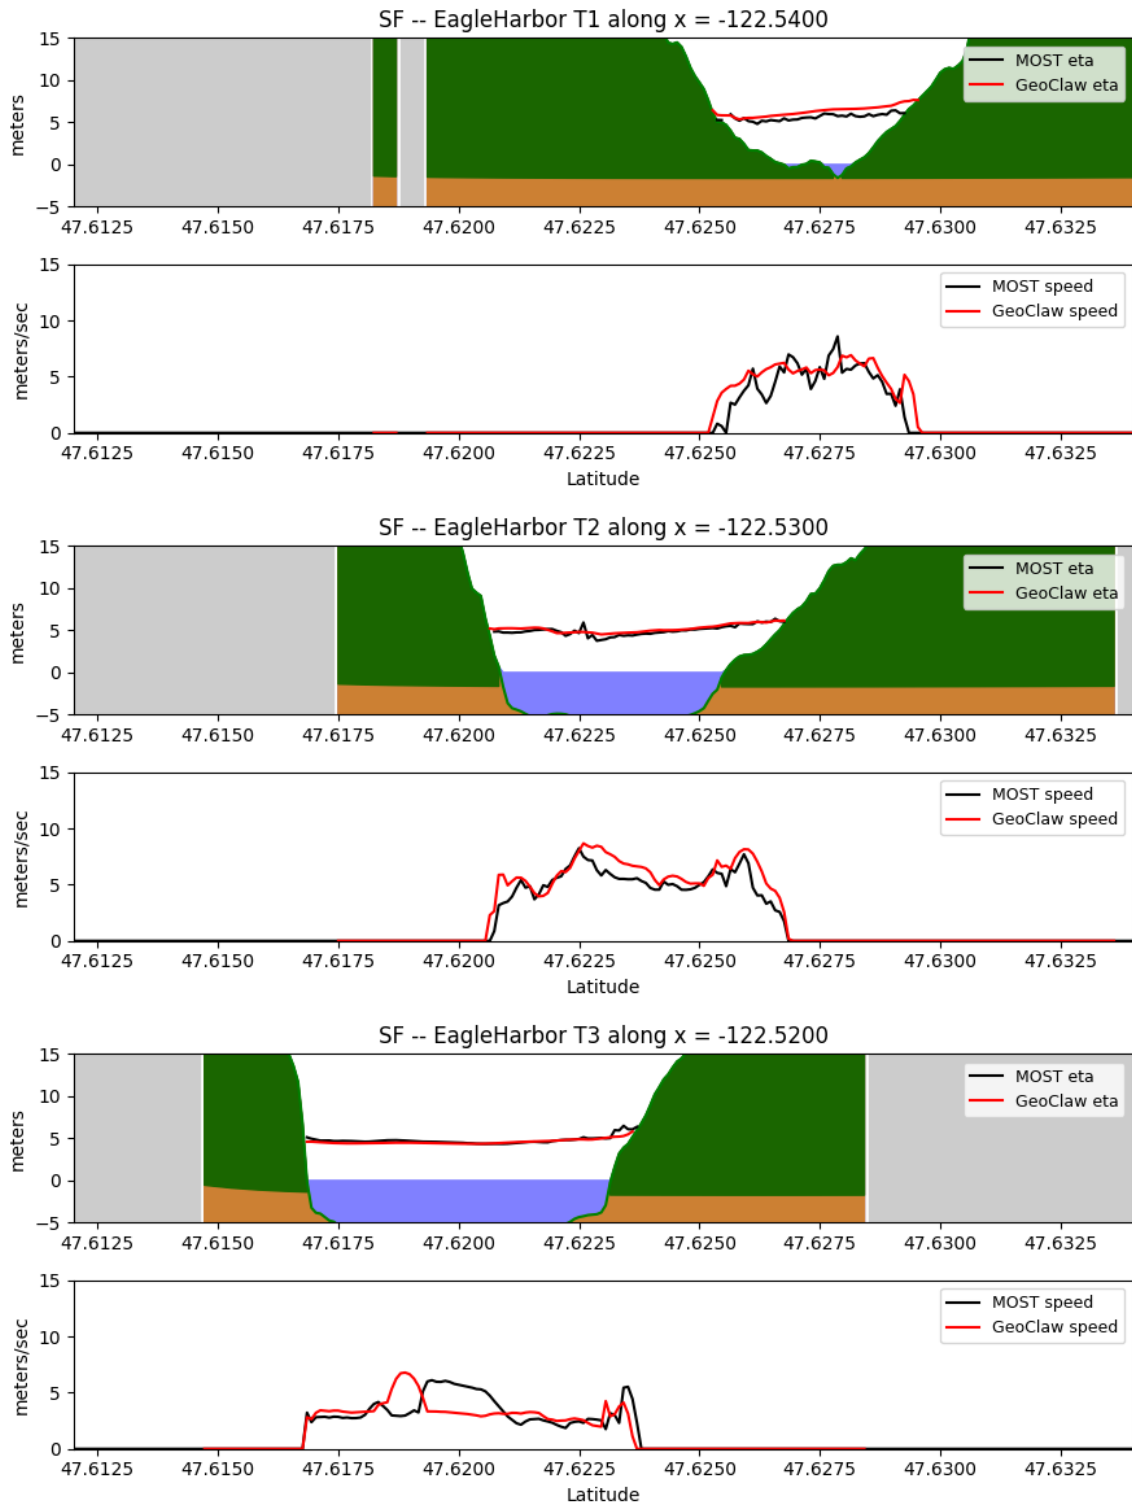 SF -- EagleHarbor T1 along x = -122.5400
15
10
5
0
−5
meters
MOST eta
GeoClaw eta
47.6125 47.6150 47.6175 47.6200 47.6225 47.6250 47.6275 47.6300 47.6325
15
10
5
0
meters/sec
MOST speed
GeoClaw speed
47.6125 47.6150 47.6175 47.6200 47.6225 47.6250 47.6275 47.6300 47.6325
Latitude
SF -- EagleHarbor T2 along x = -122.5300
15
10
5
0
−5
meters
MOST eta
GeoClaw eta
47.6125 47.6150 47.6175 47.6200 47.6225 47.6250 47.6275 47.6300 47.6325
15
10
5
0
meters/sec
MOST speed
GeoClaw speed
47.6125 47.6150 47.6175 47.6200 47.6225 47.6250 47.6275 47.6300 47.6325
Latitude
SF -- EagleHarbor T3 along x = -122.5200
15
10
5
0
−5
meters
MOST eta
GeoClaw eta
47.6125 47.6150 47.6175 47.6200 47.6225 47.6250 47.6275 47.6300 47.6325
15
10
5
0
meters/sec
MOST speed
GeoClaw speed
47.6125 47.6150 47.6175 47.6200 47.6225 47.6250 47.6275 47.6300 47.6325
Latitude